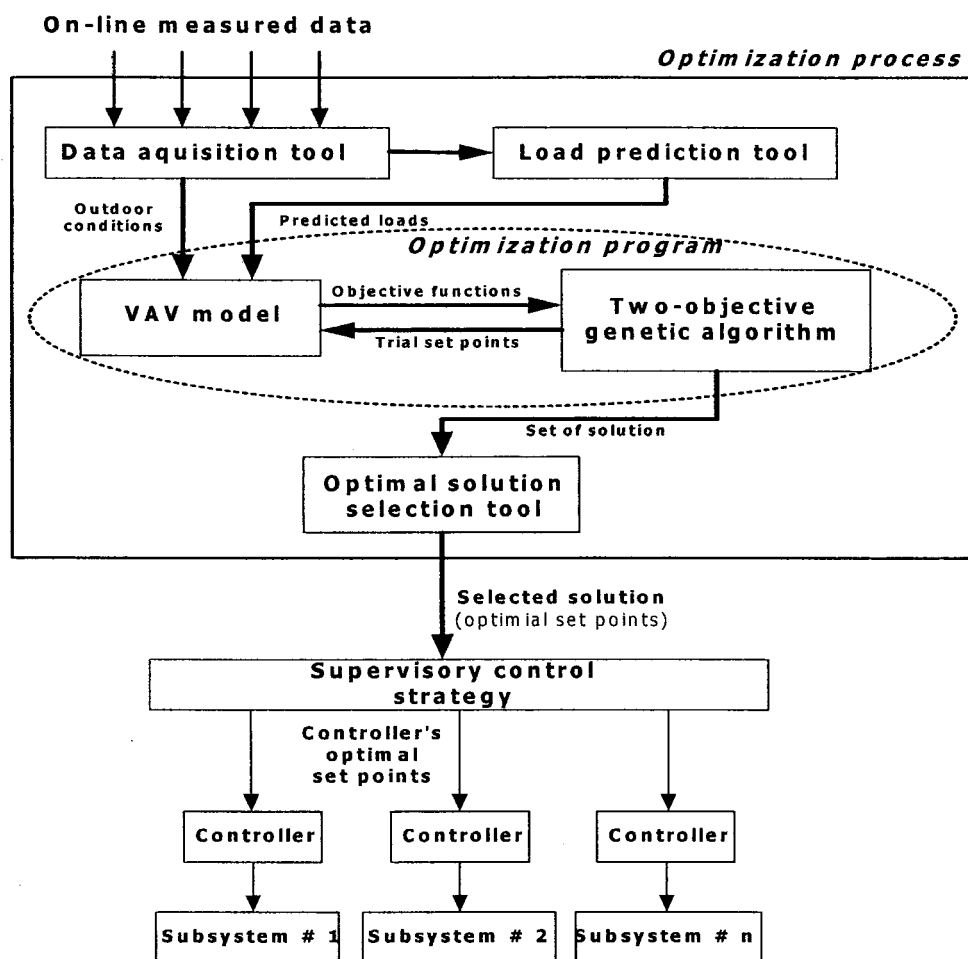 On-line measured data
Optimization process
Data aquisition tool
Load prediction tool
Outdoor
conditions
Predicted loads
Optimization program
VAV model
Objective functions
Trial set points
Two-objective
genetic algorithm
Set of solution
Optimal solution
selection tool
Selected solution
(optimial set points)
Supervisory control
strategy
Controller's
optimal
set points
Controller
Controller
Controller
Subsystem # 1
Subsystem # 2
Subsystem # n